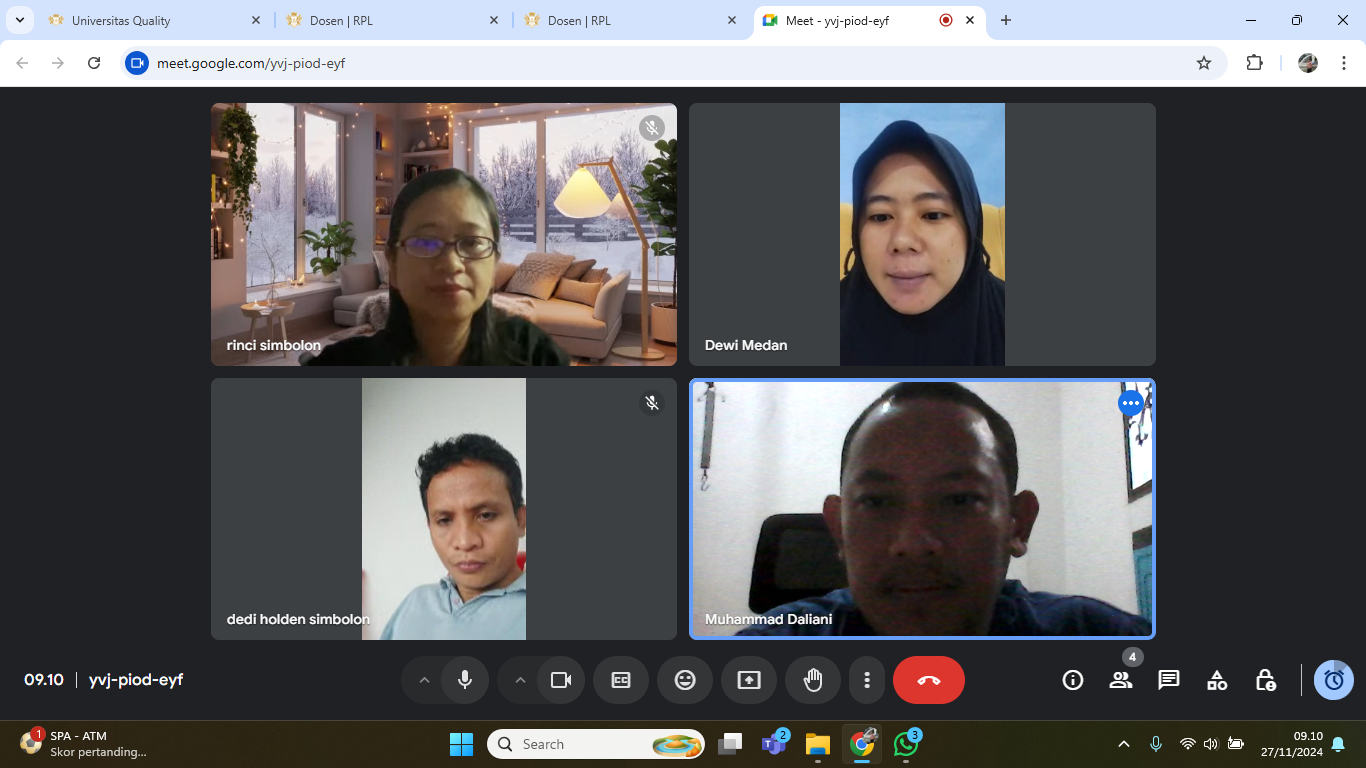 Universitas Quality
Dosen | RPL
Dosen | RPL
Meet - yvj-piod-eyf
meet.google.com/yvj-piod-eyf
rinci simbolon
Dewi Medan
dedi holden simbolon
Muhammad Daliani
4
09.10
yvj-piod-eyf
1
SPA - ATM
Skor pertanding...
Search
2
3
09.10
27/11/2024